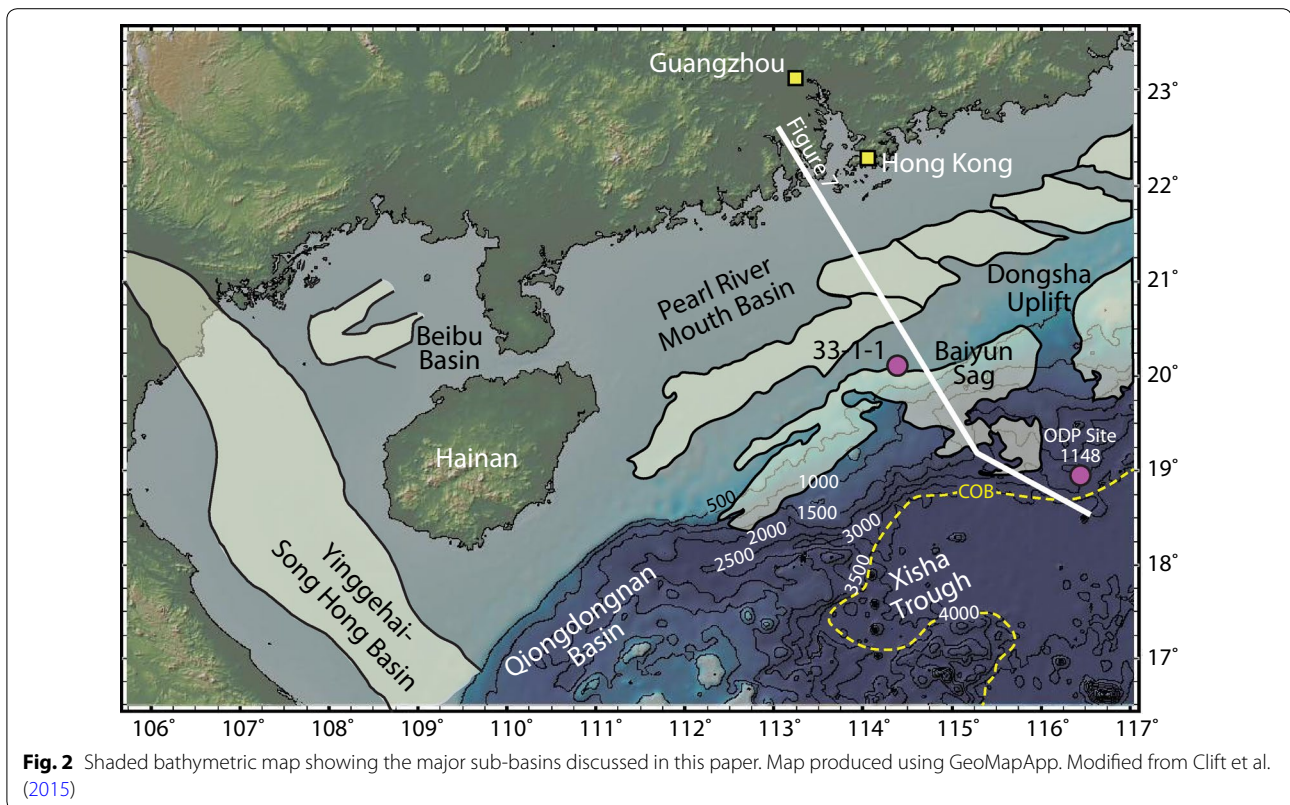 Guangzhou
23°
Figure 7
Hong Kong
22°
Pearl River
Mouth Basin
Dongsha
Uplift
21°
Beibu
Basin
33-1-1
Baiyun
Sag
20°
Hainan
ODP Site
1148
19°
500
1000
1500
2000
2500
3000
3500
COB
18°
Yinggehai-
Song Hong Basin
Qiongdongnan
Basin
Xisha
Trough
4000
17°
106° 107° 108° 109° 110° 111° 112° 113° 114° 115° 116° 117°
Fig. 2 Shaded bathymetric map showing the major sub-basins discussed in this paper. Map produced using GeoMapApp. Modified from Clift et al.
(2015)